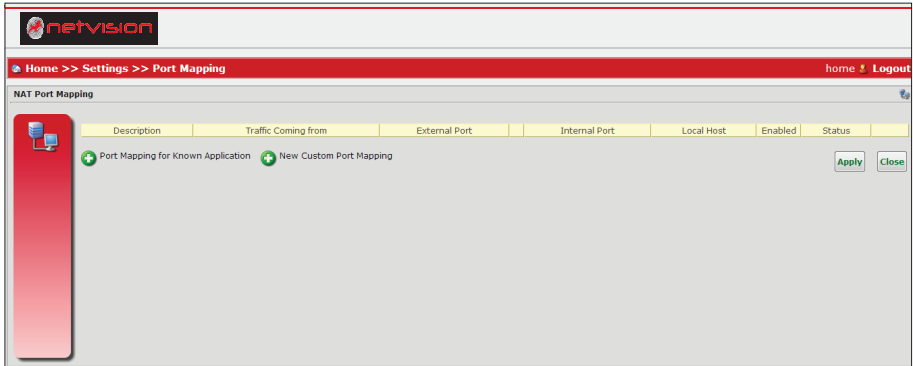 netvision
Home >> Settings >> Port Mapping home Logout
NAT Port Mapping
Description Traffic Coming from External Port Internal Port Local Host Enabled Status
Port Mapping for Known Application New Custom Port Mapping Apply Close